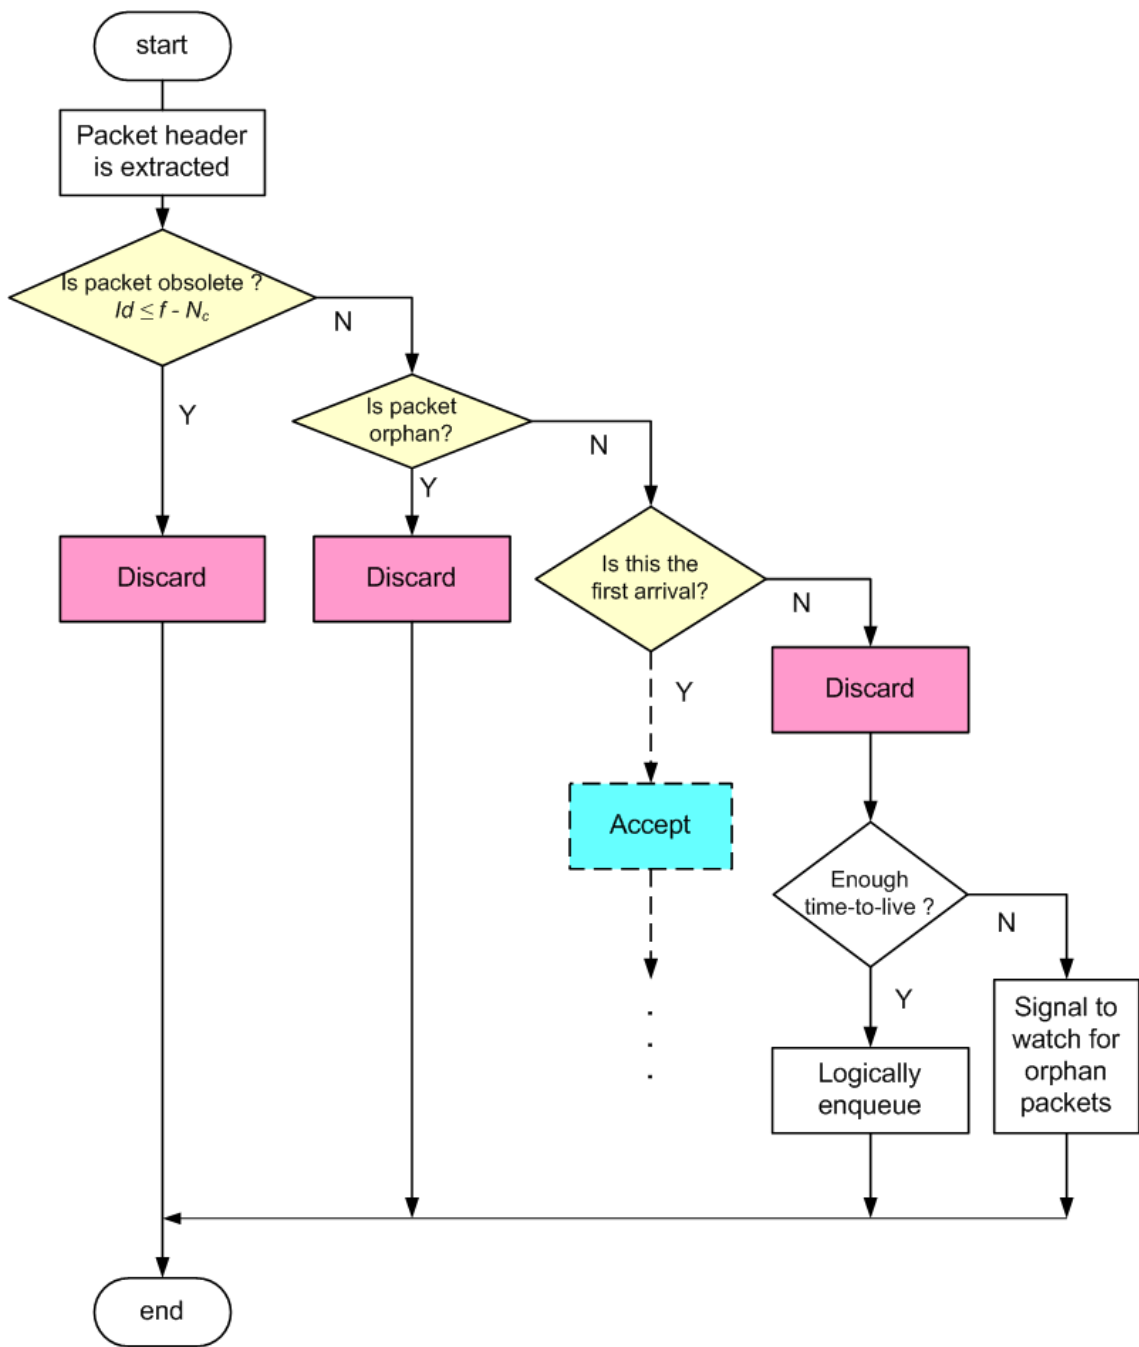 start
Packet header
is extracted
Is packet obsolete ?
Id ≤ f - Nc
N
Y
Is packet
orphan?
N
Y
Discard
Discard
Is this the
first arrival?
N
Y
Discard
Accept
Enough
time-to-live ?
N
Y
Signal to
watch for
orphan
packets
Logically
enqueue
.
.
.
end